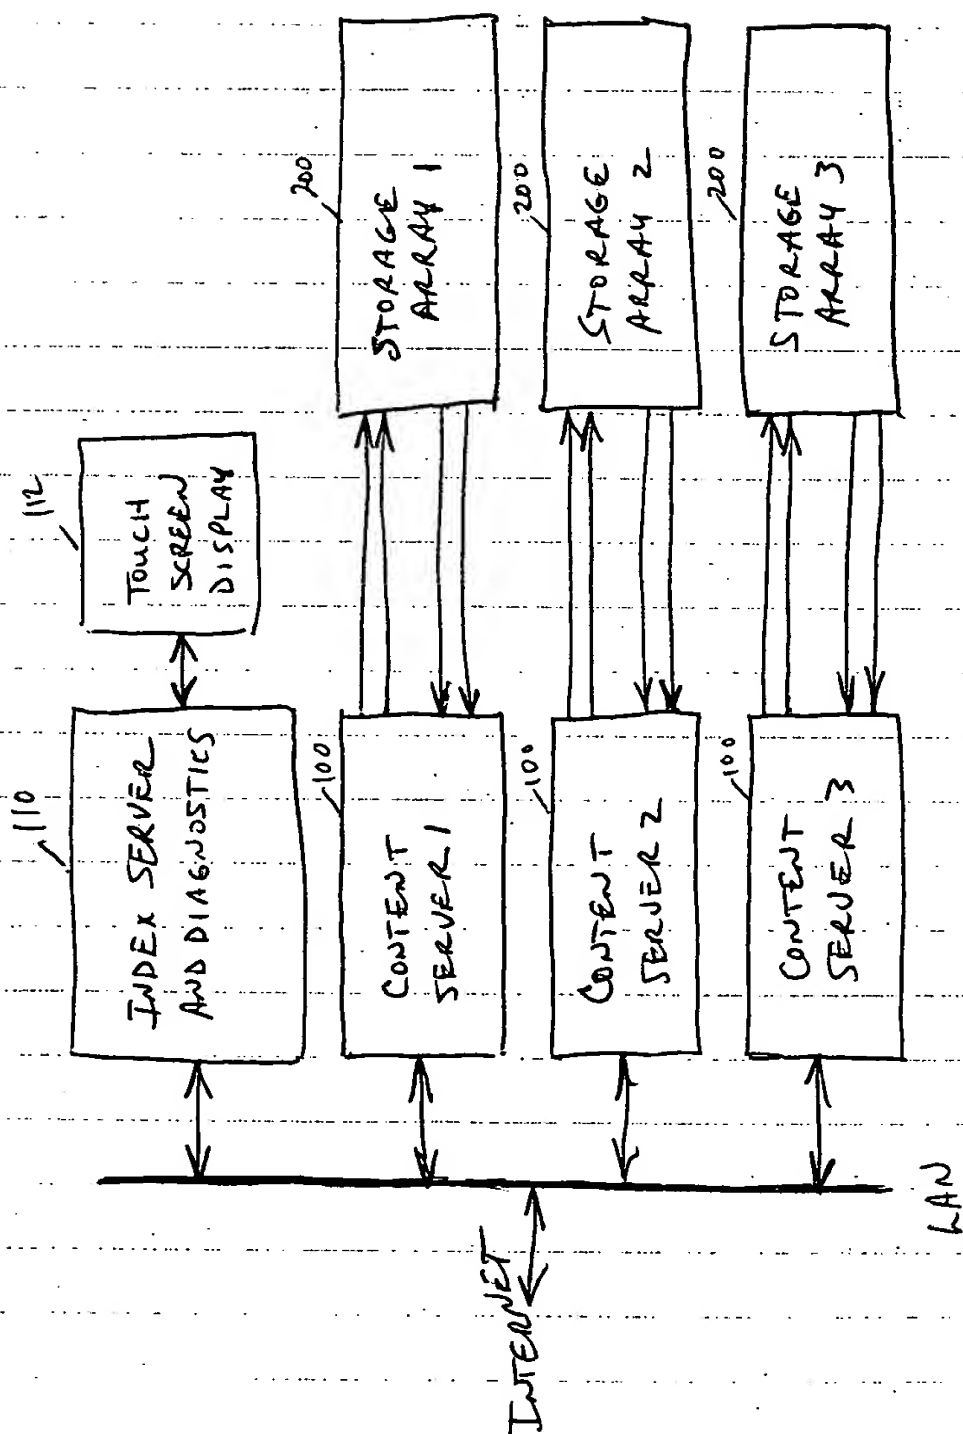 110
INDEX SERVER
AND DIAGNOSTICS
112
TOUCH
SCREEN
DISPLAY
100
CONTENT
SERVER 1
200
STORAGE
ARRAY 1
100
CONTENT
SERVER 2
200
STORAGE
ARRAY 2
100
CONTENT
SERVER 3
200
STORAGE
ARRAY 3
INTERNET
LAN